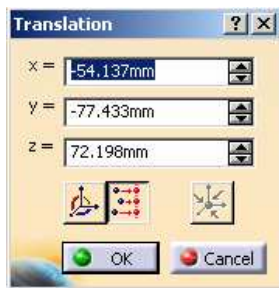 Translation ? X
x = -54.137mm
y = -77.433mm
z = 72.198mm
OK Cancel